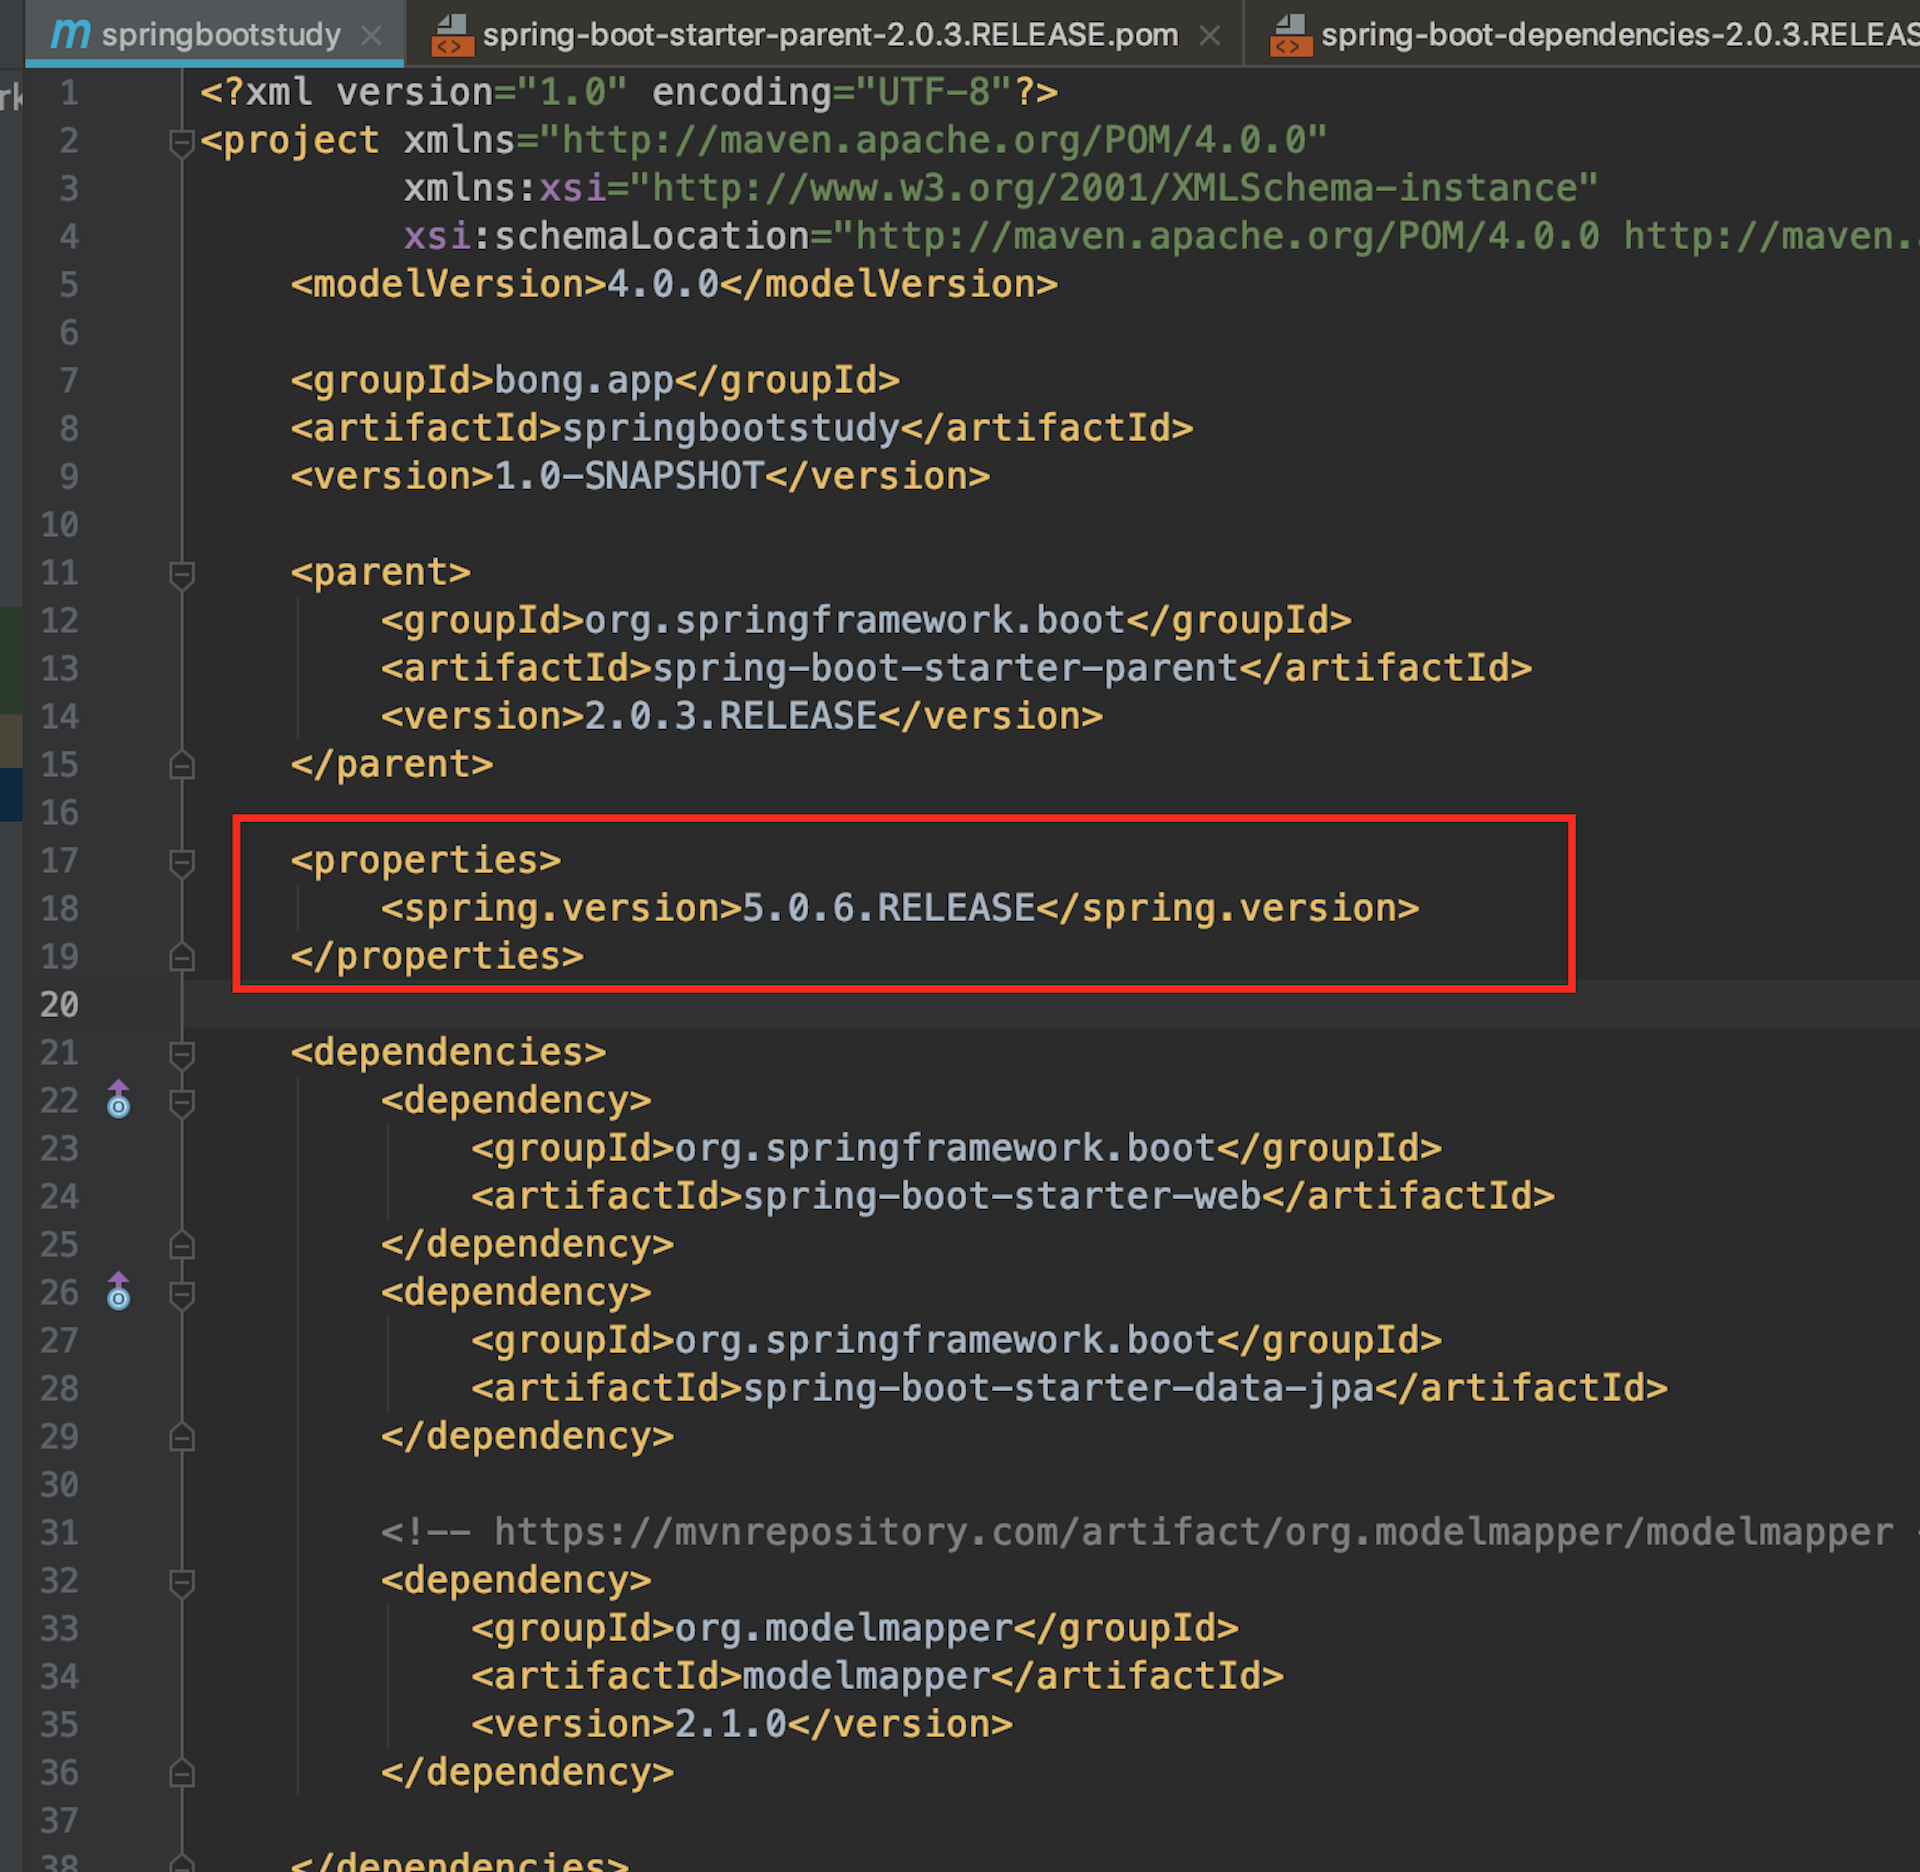 springbootstudy
spring-boot-starter-parent-2.0.3.RELEASE.pom
spring-boot-dependencies-2.0.3.RELEAS
1 <?xml version="1.0" encoding="UTF-8"?>
2 <project xmlns="http://maven.apache.org/POM/4.0.0"
3 xmlns:xsi="http://www.w3.org/2001/XMLSchema-instance"
4 xsi:schemaLocation="http://maven.apache.org/POM/4.0.0 http://maven.
5 <modelVersion>4.0.0</modelVersion>
6
7 <groupId>bong.app</groupId>
8 <artifactId>springbootstudy</artifactId>
9 <version>1.0-SNAPSHOT</version>
10
11 <parent>
12 <groupId>org.springframework.boot</groupId>
13 <artifactId>spring-boot-starter-parent</artifactId>
14 <version>2.0.3.RELEASE</version>
15 </parent>
16
17 <properties>
18 <spring.version>5.0.6.RELEASE</spring.version>
19 </properties>
20
21 <dependencies>
22 <dependency>
23 <groupId>org.springframework.boot</groupId>
24 <artifactId>spring-boot-starter-web</artifactId>
25 </dependency>
26 <dependency>
27 <groupId>org.springframework.boot</groupId>
28 <artifactId>spring-boot-starter-data-jpa</artifactId>
29 </dependency>
30
31 <!-- https://mvnrepository.com/artifact/org.modelmapper/modelmapper
32 <dependency>
33 <groupId>org.modelmapper</groupId>
34 <artifactId>modelmapper</artifactId>
35 <version>2.1.0</version>
36 </dependency>
37
38 </dependencies>